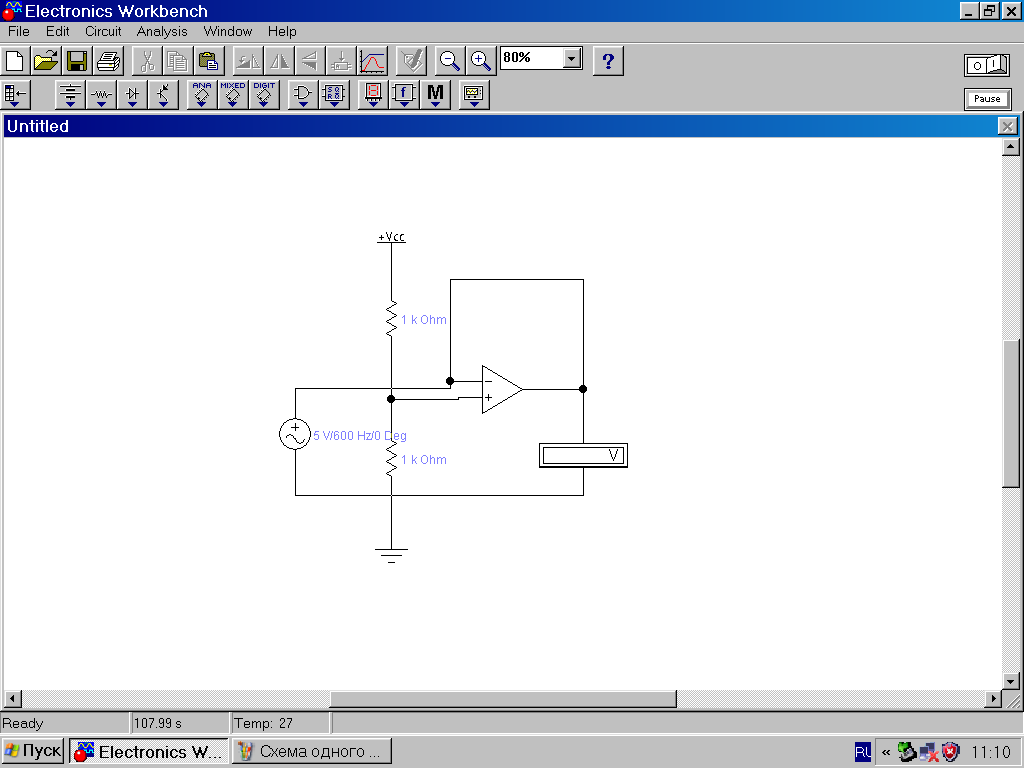 Electronics Workbench
File Edit Circuit Analysis Window Help
80%
?
ANA MIXED DIGIT
f M
Pause
Untitled
+Vcc
1 k Ohm
5 V/600 Hz/0 Deg
1 k Ohm
V
Ready 107.99 s Temp: 27
Пуск Electronics W... Схема одного ... RL « 11:10